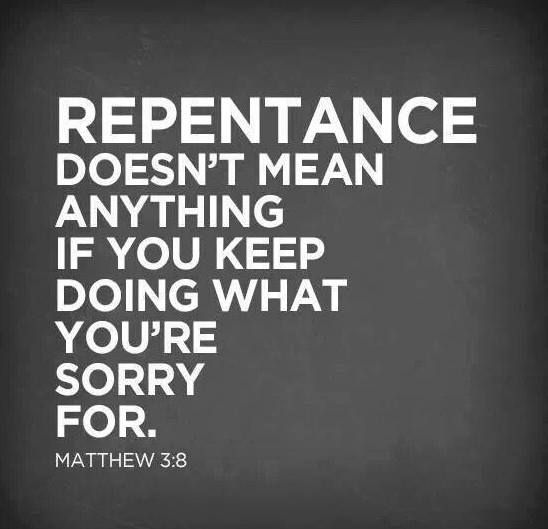 REPENTANCE
DOESN'T MEAN
ANYTHING
IF YOU KEEP
DOING WHAT
YOU'RE
SORRY
FOR.
MATTHEW 3:8